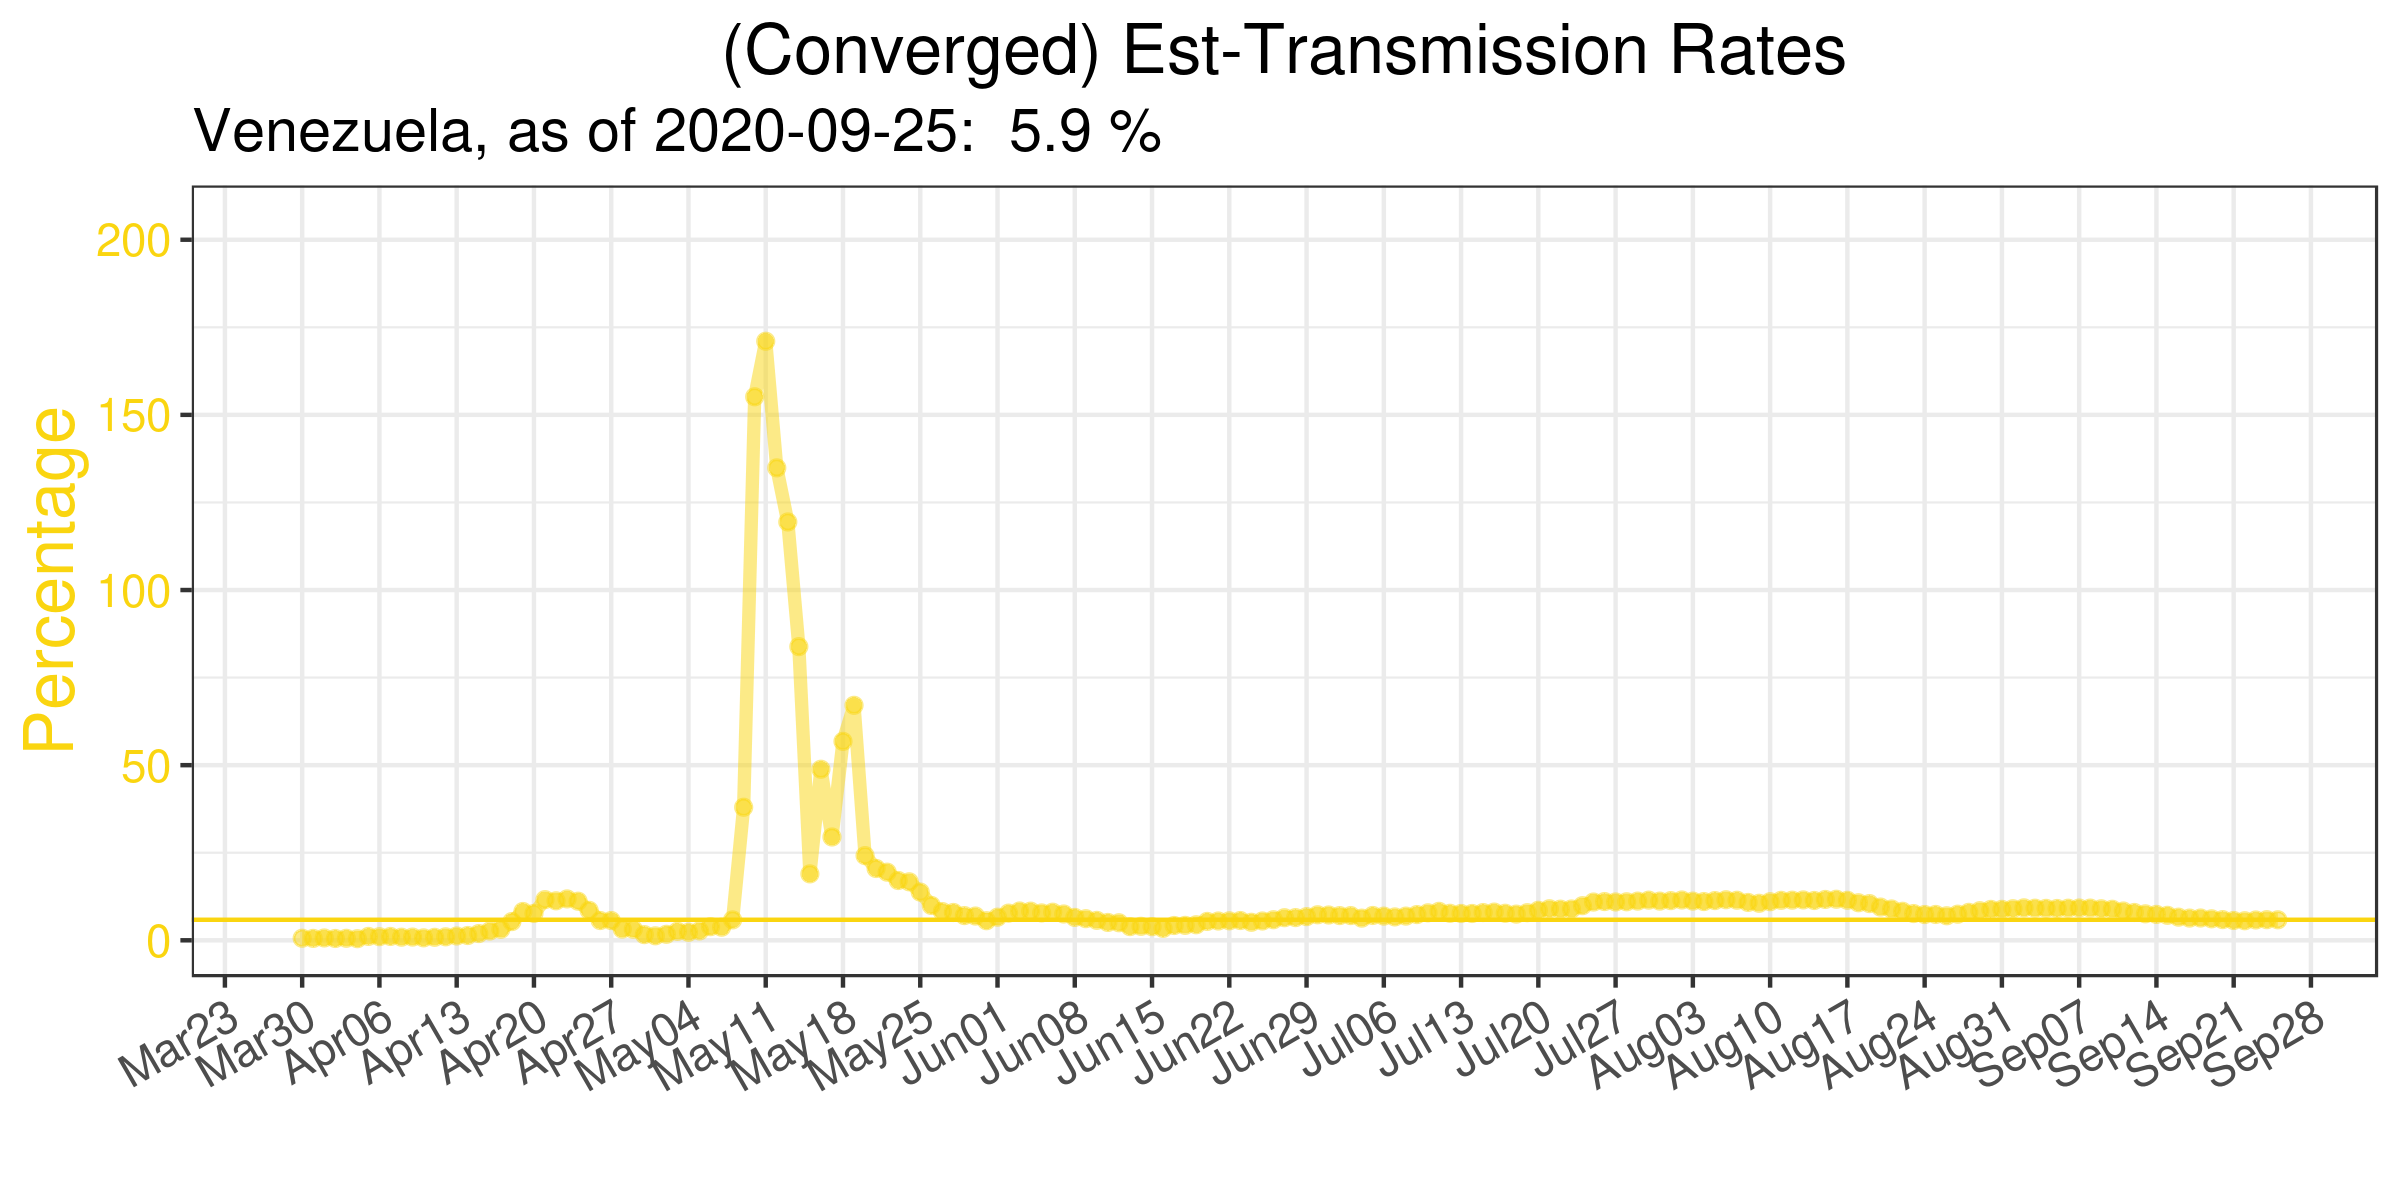 (Converged) Est-Transmission Rates
Venezuela, as of 2020-09-25:  5.9 %
Percentage
200
150
100
50
0
Mar23
Mar30
Apr06
Apr13
Apr20
Apr27
May04
May11
May18
May25
Jun01
Jun08
Jun15
Jun22
Jun29
Jul06
Jul13
Jul20
Jul27
Aug03
Aug10
Aug17
Aug24
Aug31
Sep07
Sep14
Sep21
Sep28